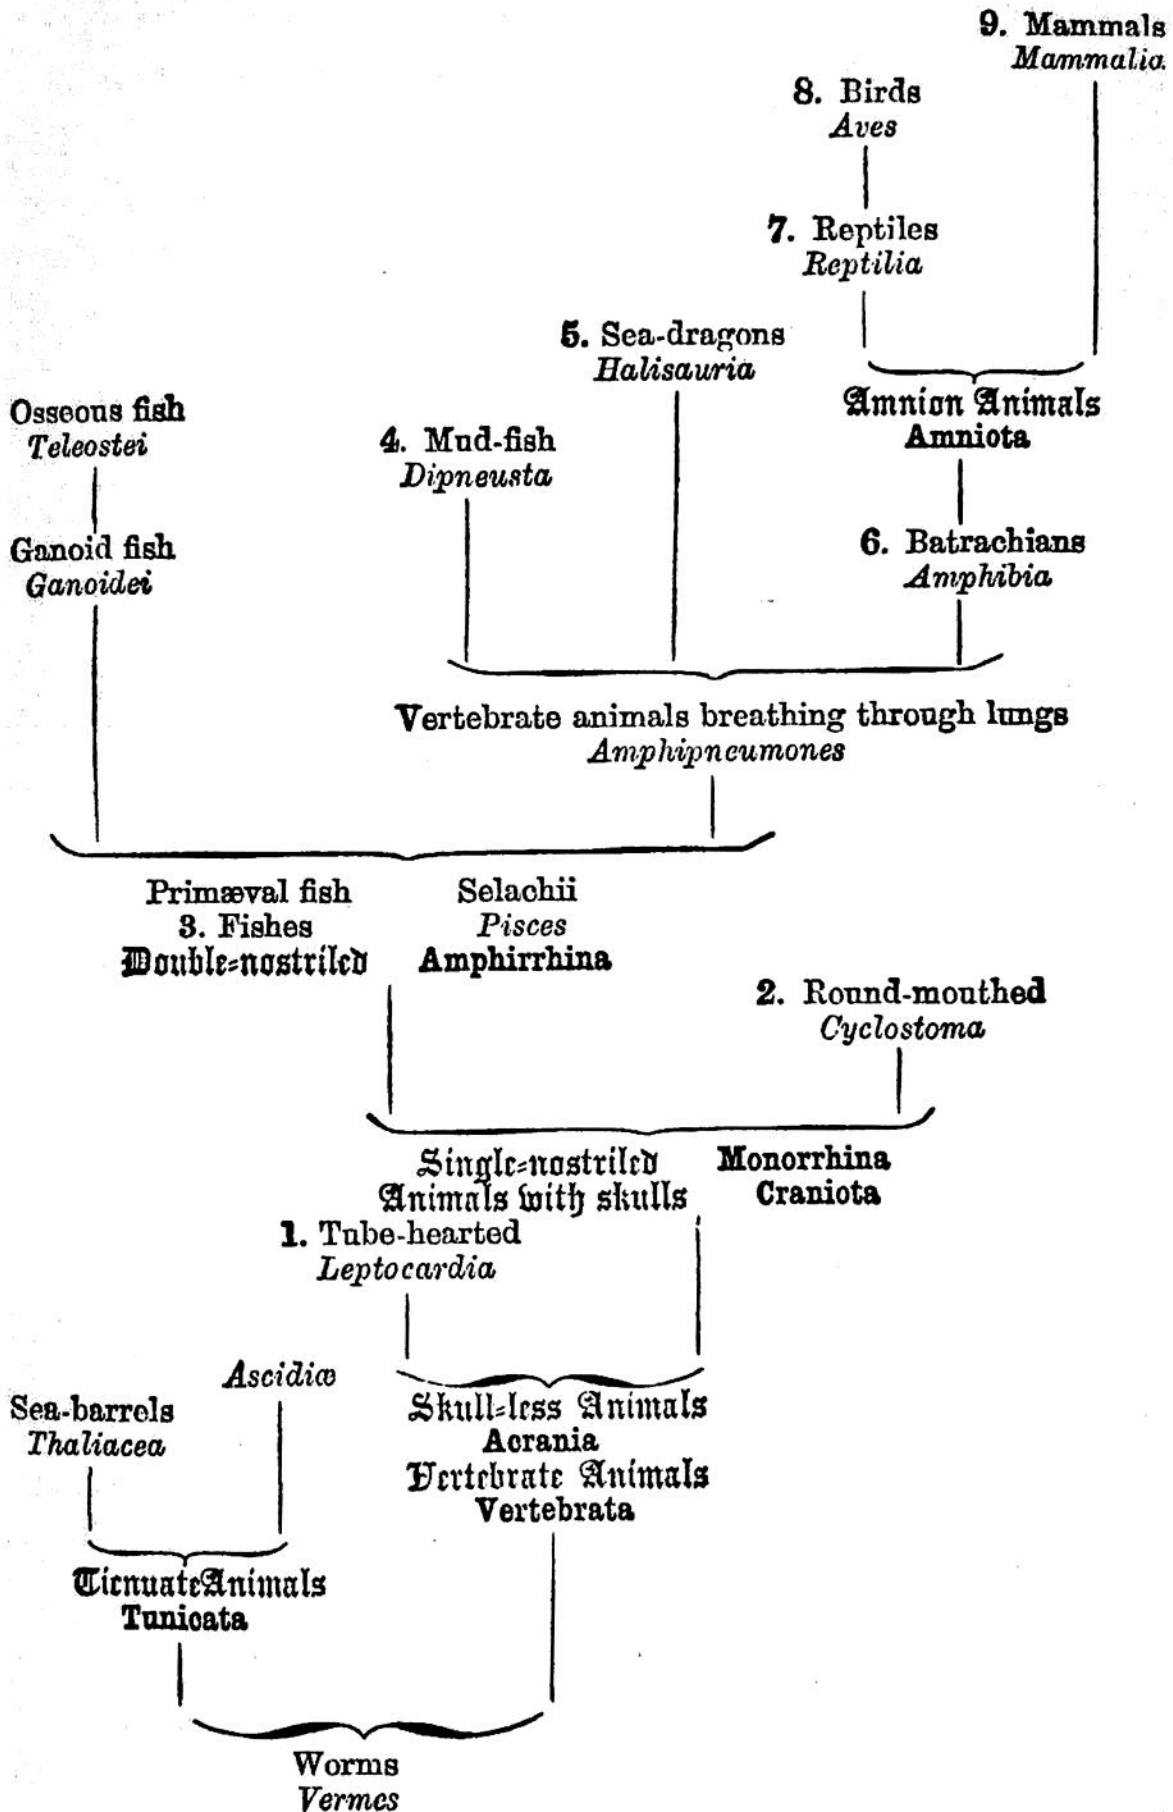 9. Mammals
Mammalia
8. Birds
Aves
7. Reptiles
Reptilia
5. Sea-dragons
Halisauria
Amnion Animals
Amniota
Osseous fish
Teleostei
4. Mud-fish
Dipneusta
Ganoid fish
Ganoidei
6. Batrachians
Amphibia
Vertebrate animals breathing through lungs
Amphipneumones
Primæval fish Selachii
3. Fishes Pisces
Double-nostriled Amphirrhina
2. Round-mouthed
Cyclostoma
Single-nostriled Monorrhina
Animals with skulls Craniota
1. Tube-hearted
Leptocardia
Ascidiæ
Sea-barrels
Thaliacea
Skull-less Animals
Acrania
Vertebrate Animals
Vertebrata
TicnuateAnimals
Tunicata
Worms
Vermes